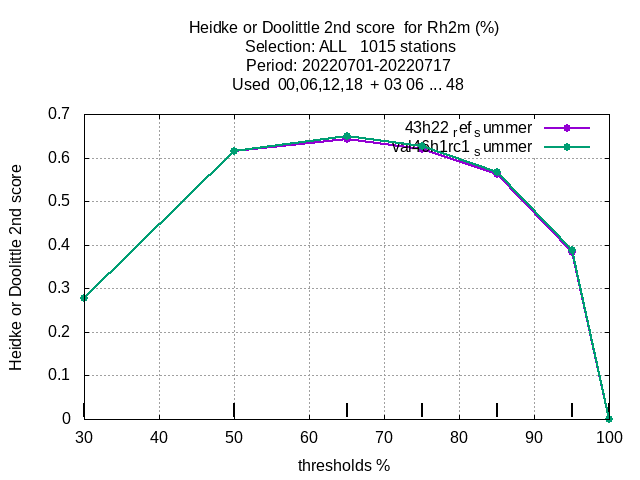 Heidke or Doolittle 2nd score  for Rh2m (%)
Selection: ALL   1015 stations
Period: 20220701-20220717
Used  00,06,12,18  + 03 06 ... 48
43h22 ref summer
val46h1rc1 summer
Heidke or Doolittle 2nd score
0.7
0.6
0.5
0.4
0.3
0.2
0.1
0
30 40 50 60 70 80 90 100
thresholds %